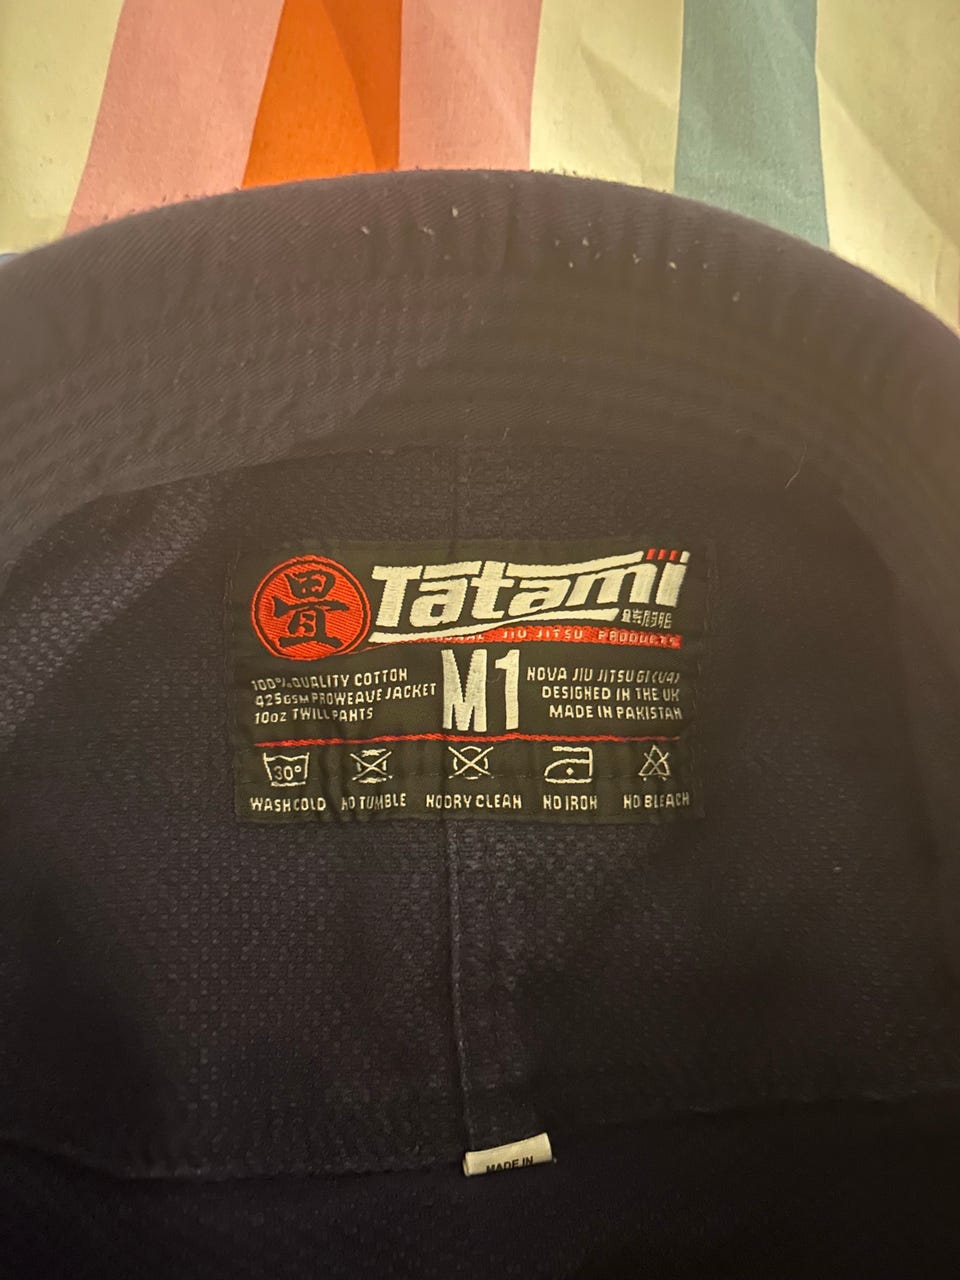 畳 Tatami
JIU JITSU PRODUCTS
100% QUALITY COTTON
425GSM PROWEAVE JACKET
10oz TWILL PANTS
M1
NOVA JIU JITSU GI (V4)
DESIGNED IN THE UK
MADE IN PAKISTAN
30°
WASH COLD NO TUMBLE NO DRY CLEAN NO IRON NO BLEACH
MADE IN